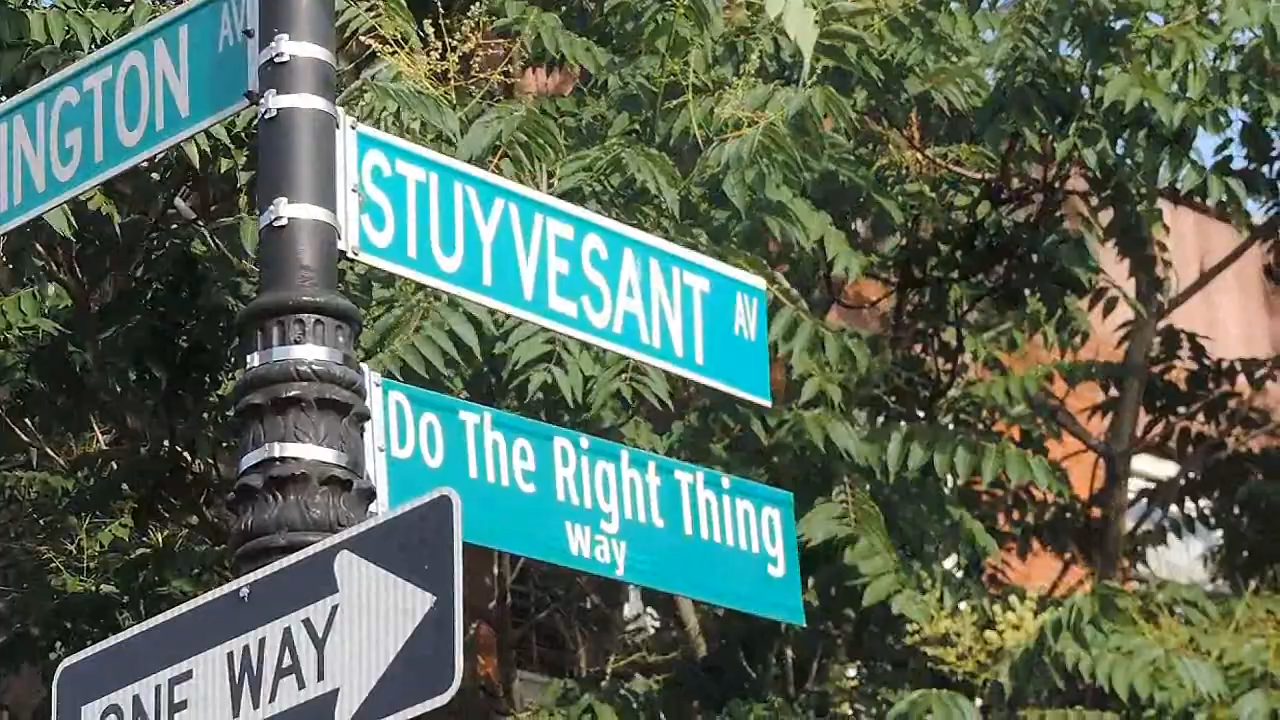 INGTON AV
STUYVESANT AV
Do The Right Thing
Way
ONE WAY